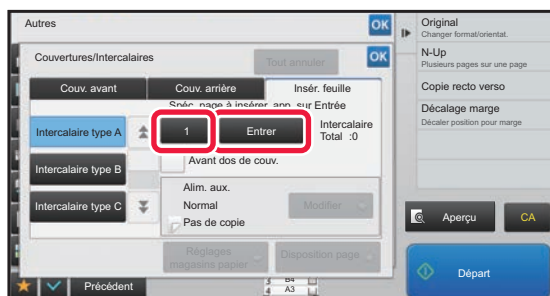 Autres
OK
Couvertures/Intercalaires
Tout annuler
OK
Couv. avant
Couv. arrière
Insér. feuille
Spéc. page à insérer, app. sur Entrée
Intercalaire type A
1
Entrer
Intercalaire
Total :0
Intercalaire type B
Avant dos de couv.
Intercalaire type C
Alim. aux.
Normal
Pas de copie
Modifier
Réglages
magasins papier
Disposition page
Précédent
3 B4
4 A3
Original
Changer format/orientat.
N-Up
Plusieurs pages sur une page
Copie recto verso
Décalage marge
Décaler position pour marge
Aperçu
CA
Départ